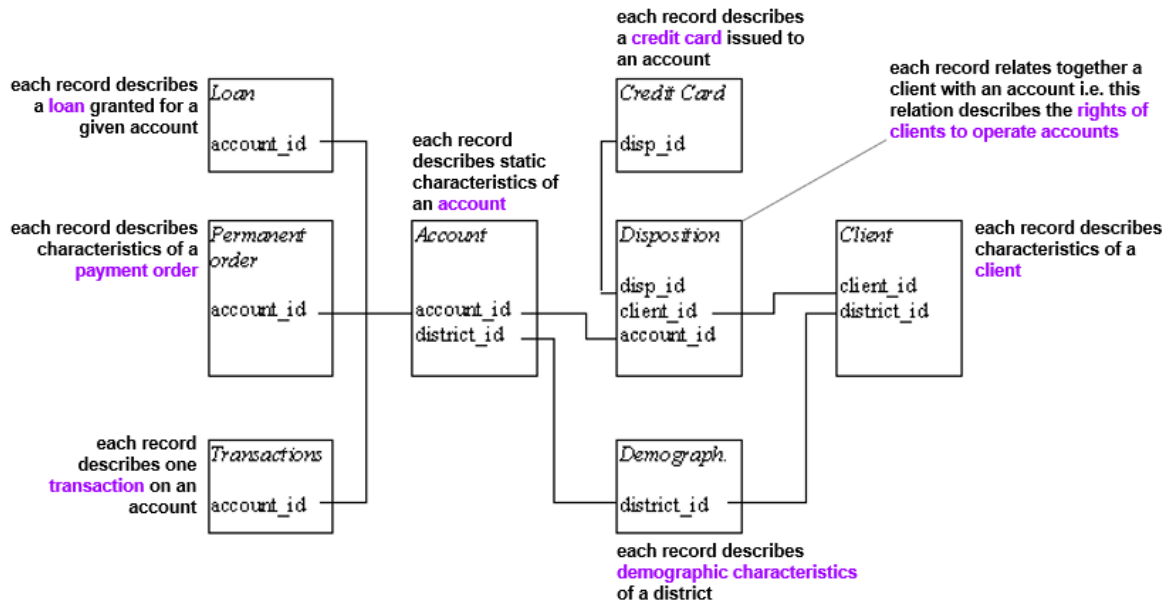 each record describes
a credit card issued to
an account
each record describes
a loan granted for a
given account
Loan
account_id
each record
describes static
characteristics of
an account
Credit Card
disp_id
each record relates together a
client with an account i.e. this
relation describes the rights of
clients to operate accounts
each record describes
characteristics of a
payment order
Permanent
order
account_id
Account
account_id
district_id
Disposition
disp_id
client_id
account_id
Client
client_id
district_id
each record describes
characteristics of a
client
each record
describes one
transaction on an
account
Transactions
account_id
Demograph.
district_id
each record describes
demographic characteristics
of a district